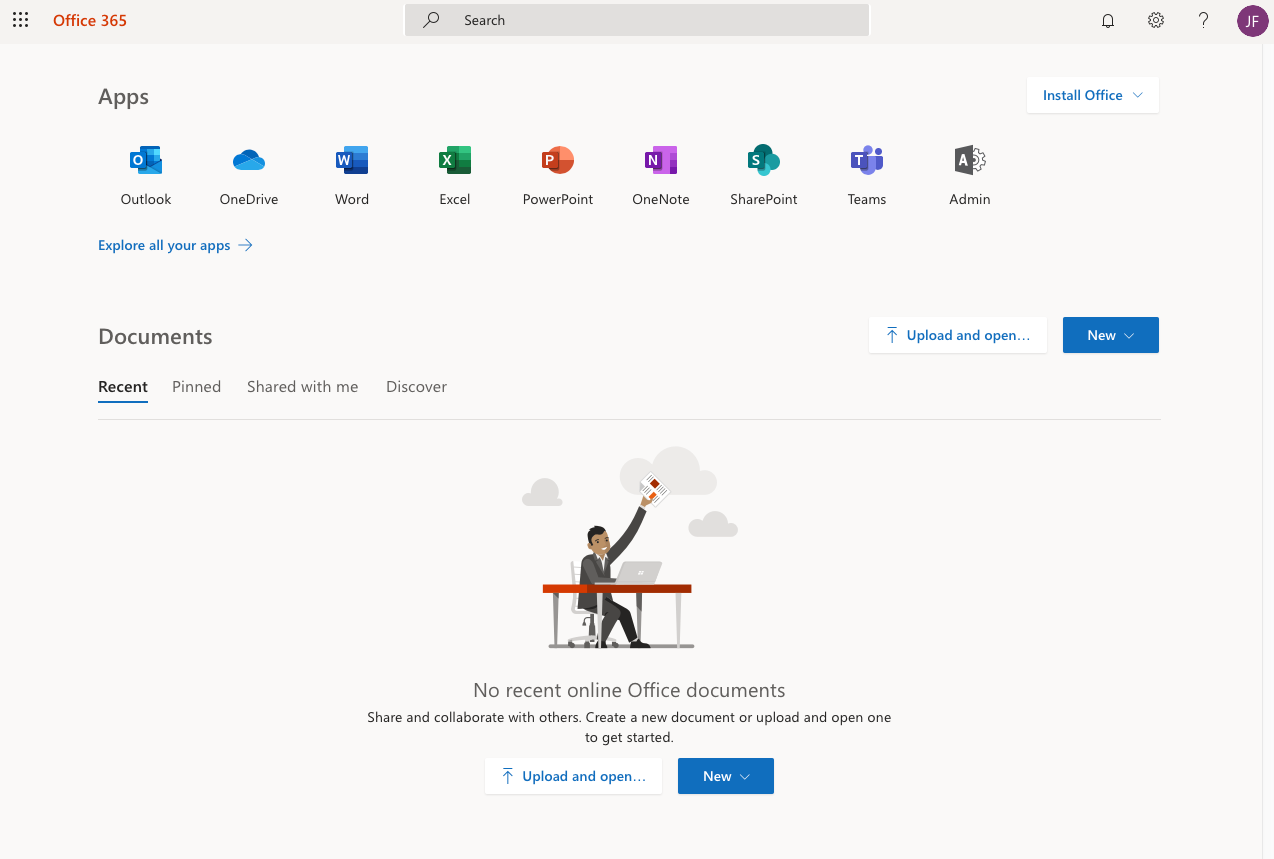 Office 365
Search
JF
Apps
Install Office
Outlook
OneDrive
Word
Excel
PowerPoint
OneNote
SharePoint
Teams
Admin
Explore all your apps
Documents
Upload and open...
New
Recent
Pinned
Shared with me
Discover
No recent online Office documents
Share and collaborate with others. Create a new document or upload and open one
to get started.
Upload and open...
New